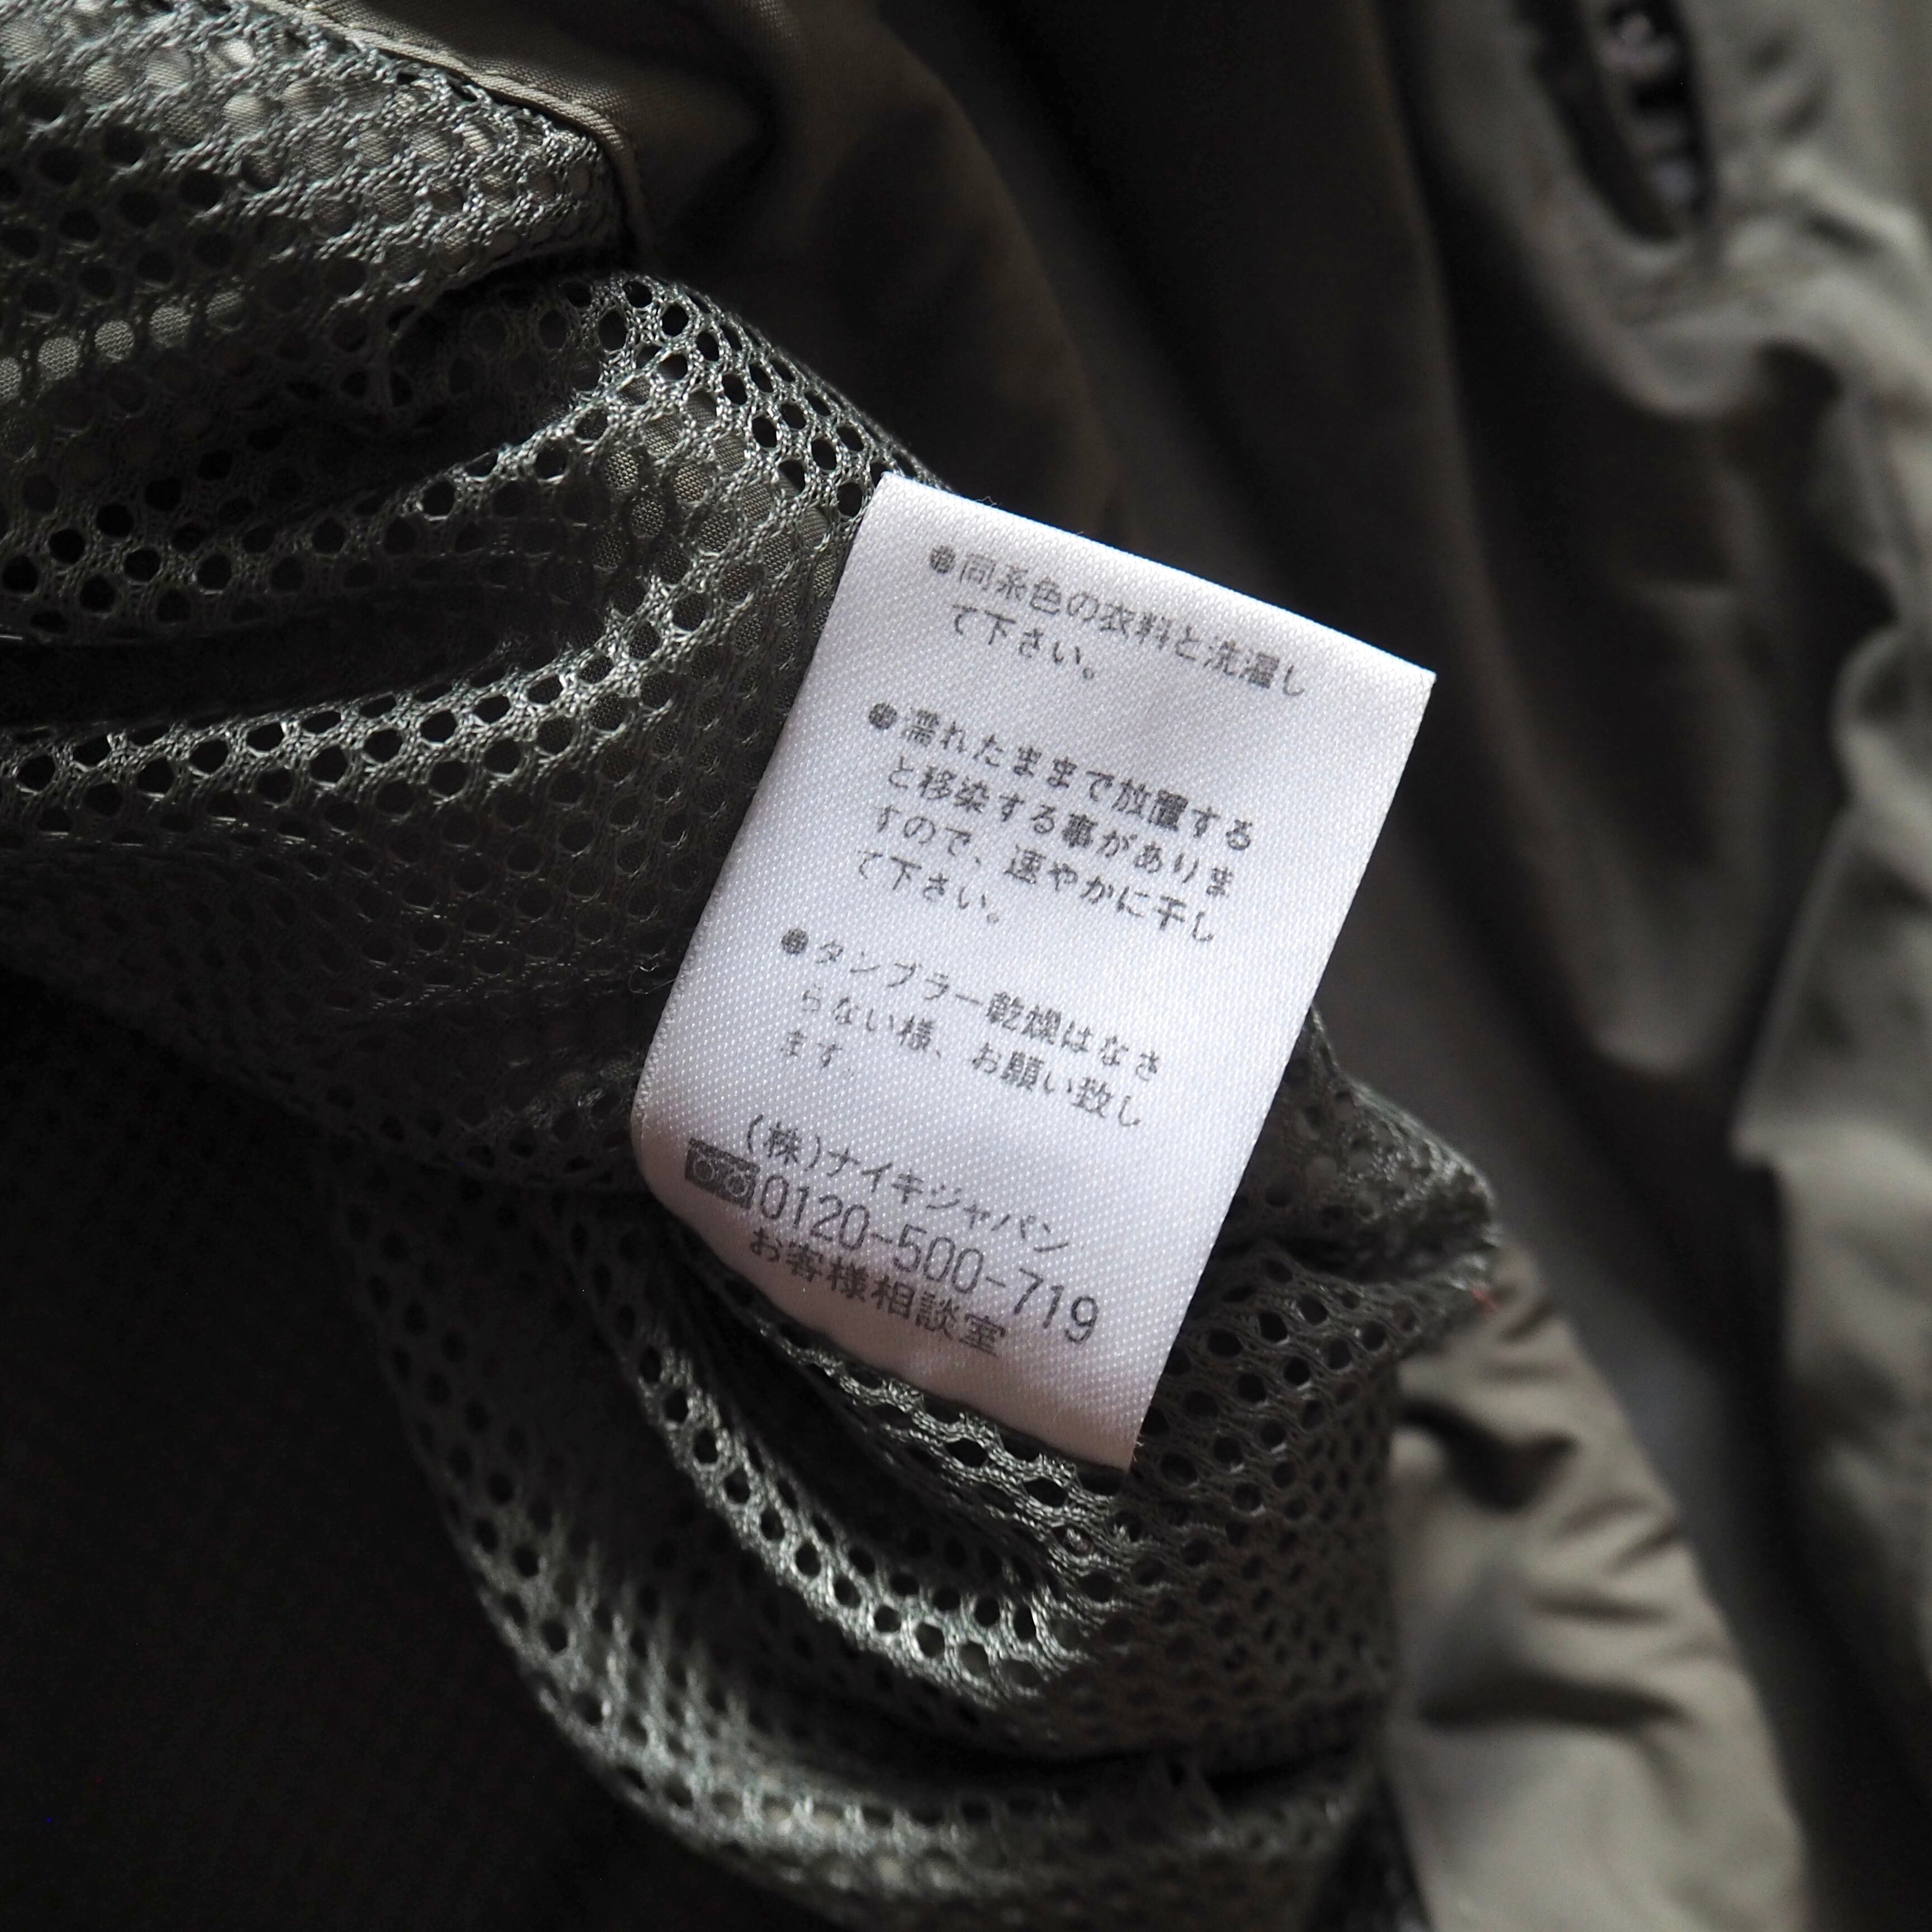 ●同系色の衣料と洗濯し
て下さい。
●濡れたままで放置する
と移染する事がありま
すので、速やかに干し
て下さい。
●タンブラー乾燥はなさ
らない様、お願い致し
ます。
(株)ナイキジャパン
0120-500-719
お客様相談室